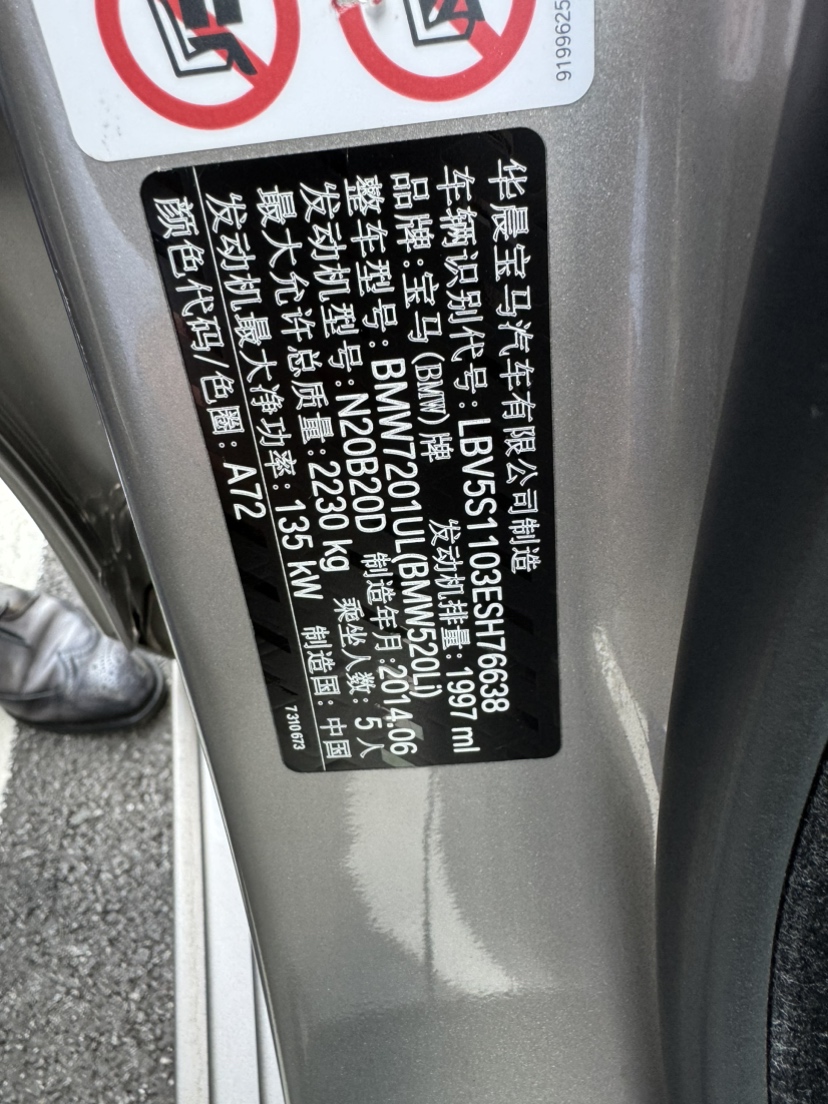 9199625
华晨宝马汽车有限公司制造
车辆识别代号: LBV5S1103ESH76638
品牌: 宝马(BMW)牌 发动机排量: 1997 ml
整车型号: BMW7201UL(BMW520Li)
发动机型号: N20B20D 制造年月: 2014.06
最大允许总质量: 2230 kg 乘坐人数: 5 人
发动机最大净功率: 135 kW 制造国: 中国
颜色代码/色圈: A72
7310673